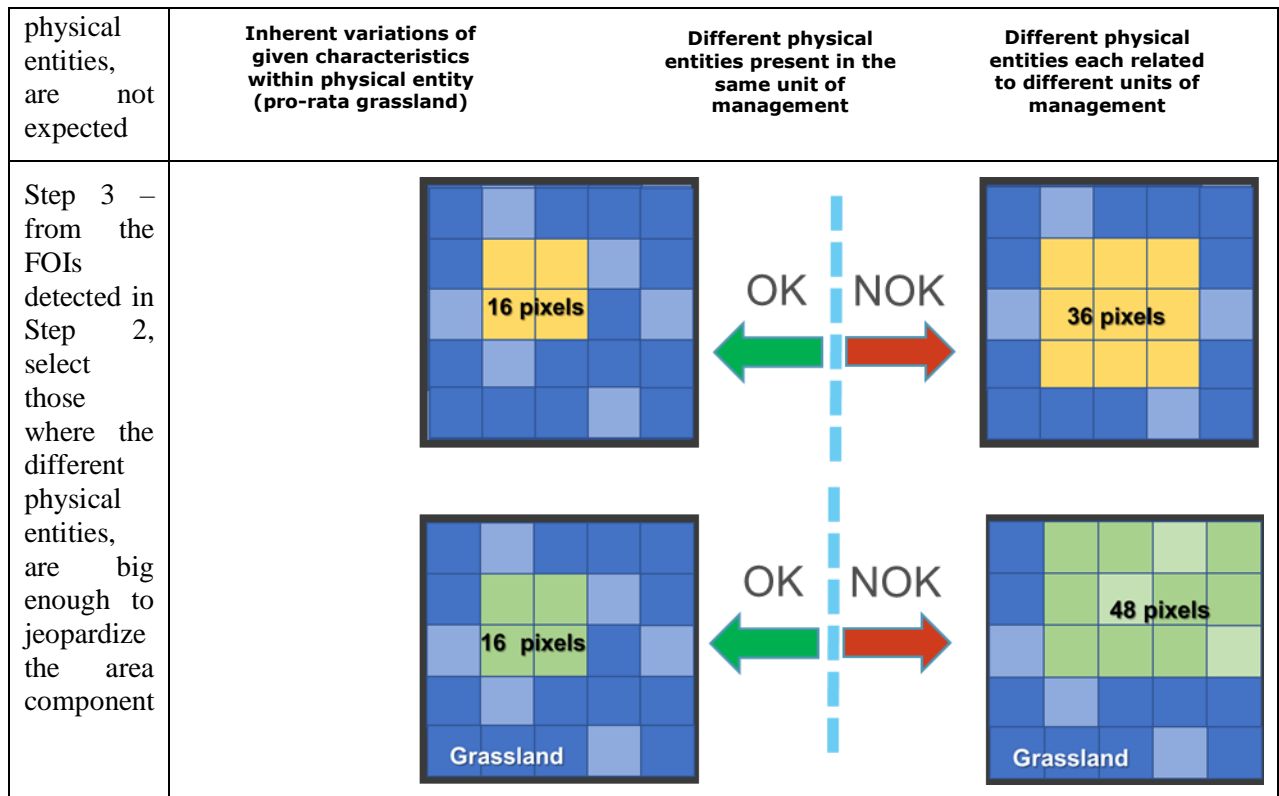 physical
entities,
are not
expected
Inherent variations of
given characteristics
within physical entity
(pro-rata grassland)
Different physical
entities present in the
same unit of
management
Different physical
entities each related
to different units of
management
Step 3 –
from the
FOIs
detected in
Step 2,
select
those
where the
different
physical
entities,
are big
enough to
jeopardize
the area
component
16 pixels
OK
NOK
36 pixels
16 pixels
Grassland
OK
NOK
48 pixels
Grassland